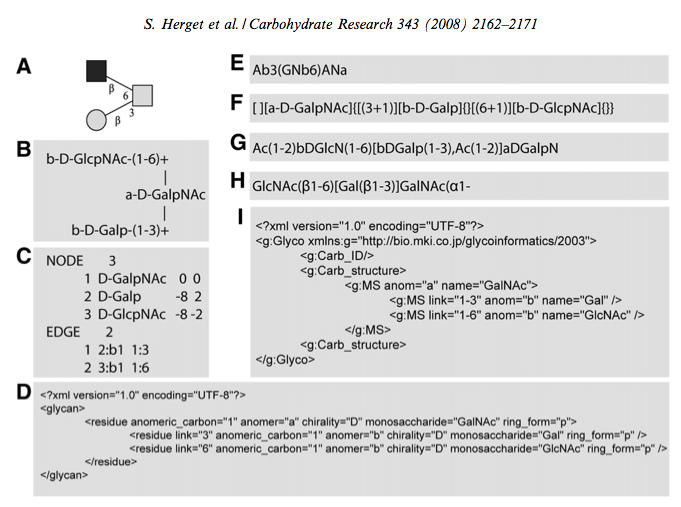 S. Herget et al. / Carbohydrate Research 343 (2008) 2162–2171
A
β
6
3
β
B
b-D-GlcpNAc-(1-6)+
|
a-D-GalpNAc
|
b-D-Galp-(1-3)+
C
NODE 3
1 D-GalpNAc 0 0
2 D-Galp -8 2
3 D-GlcpNAc -8 -2
EDGE 2
1 2:b1 1:3
2 3:b1 1:6
D
<?xml version="1.0" encoding="UTF-8"?>
<glycan>
<residue anomeric_carbon="1" anomer="a" chirality="D" monosaccharide="GalNAc" ring_form="p">
<residue link="3" anomeric_carbon="1" anomer="b" chirality="D" monosaccharide="Gal" ring_form="p" />
<residue link="6" anomeric_carbon="1" anomer="b" chirality="D" monosaccharide="GlcNAc" ring_form="p" />
</residue>
</glycan>
E
Ab3(GNb6)ANa
F
[ ][a-D-GalpNAc]{[(3+1)][b-D-Galp]{}[(6+1)][b-D-GlcpNAc]{}}
G
Ac(1-2)bDGlcN(1-6)[bDGalp(1-3),Ac(1-2)]aDGalpN
H
GlcNAc(β1-6)[Gal(β1-3)]GalNAc(α1-
I
<?xml version="1.0" encoding="UTF-8"?>
<g:Glyco xmlns:g="http://bio.mki.co.jp/glycoinformatics/2003">
<g:Carb_ID/>
<g:Carb_structure>
<g:MS anom="a" name="GalNAc">
<g:MS link="1-3" anom="b" name="Gal" />
<g:MS link="1-6" anom="b" name="GlcNAc" />
</g:MS>
<g:Carb_structure>
</g:Glyco>